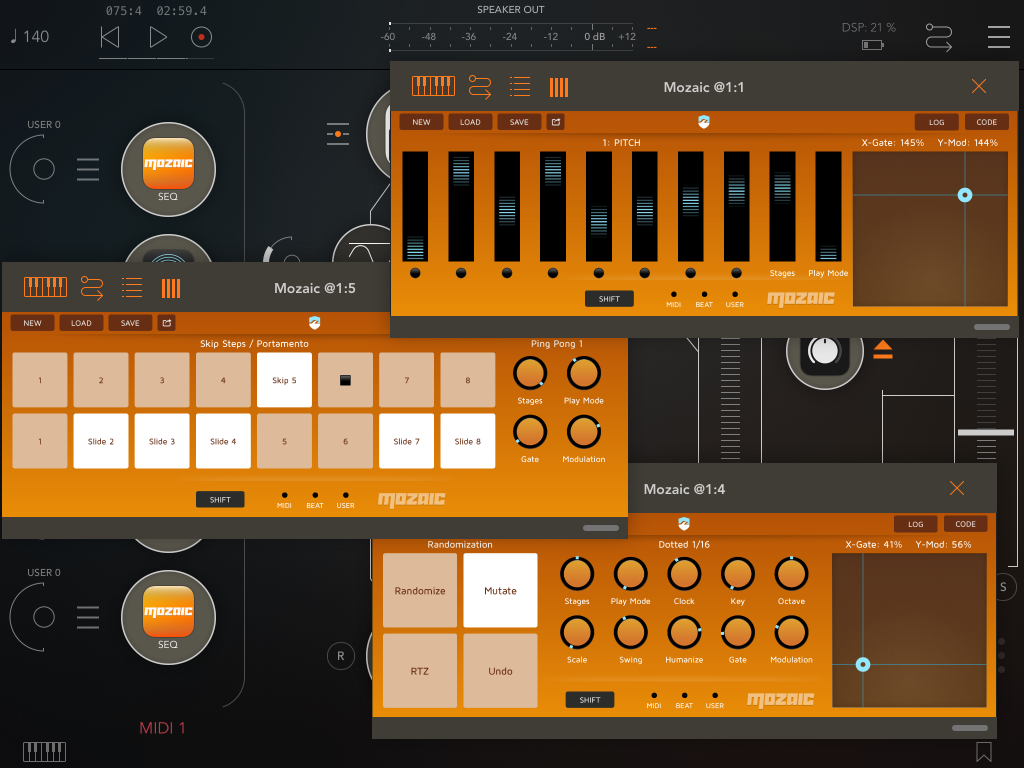 075:4 02:59.4
SPEAKER OUT
140
-60 -48 -36 -24 -12 0 dB +12
---
---
DSP: 21 %
USER 0
mozaic
SEQ
Mozaic @1:1
NEW LOAD SAVE LOG CODE
1: PITCH
X-Gate: 145% Y-Mod: 144%
Stages Play Mode
SHIFT
MIDI BEAT USER
mozaic
Mozaic @1:5
NEW LOAD SAVE
Skip Steps / Portamento
Ping Pong 1
1 2 3 4 Skip 5 7 8
Stages Play Mode
1 Slide 2 Slide 3 Slide 4 5 6 Slide 7 Slide 8
Gate Modulation
SHIFT
MIDI BEAT USER
mozaic
Mozaic @1:4
LOG CODE
Randomization
Dotted 1/16
X-Gate: 41% Y-Mod: 56%
Randomize Mutate
Stages Play Mode Clock Key Octave
RTZ Undo
Scale Swing Humanize Gate Modulation
SHIFT
MIDI BEAT USER
mozaic
USER 0
mozaic
SEQ
R
S
MIDI 1